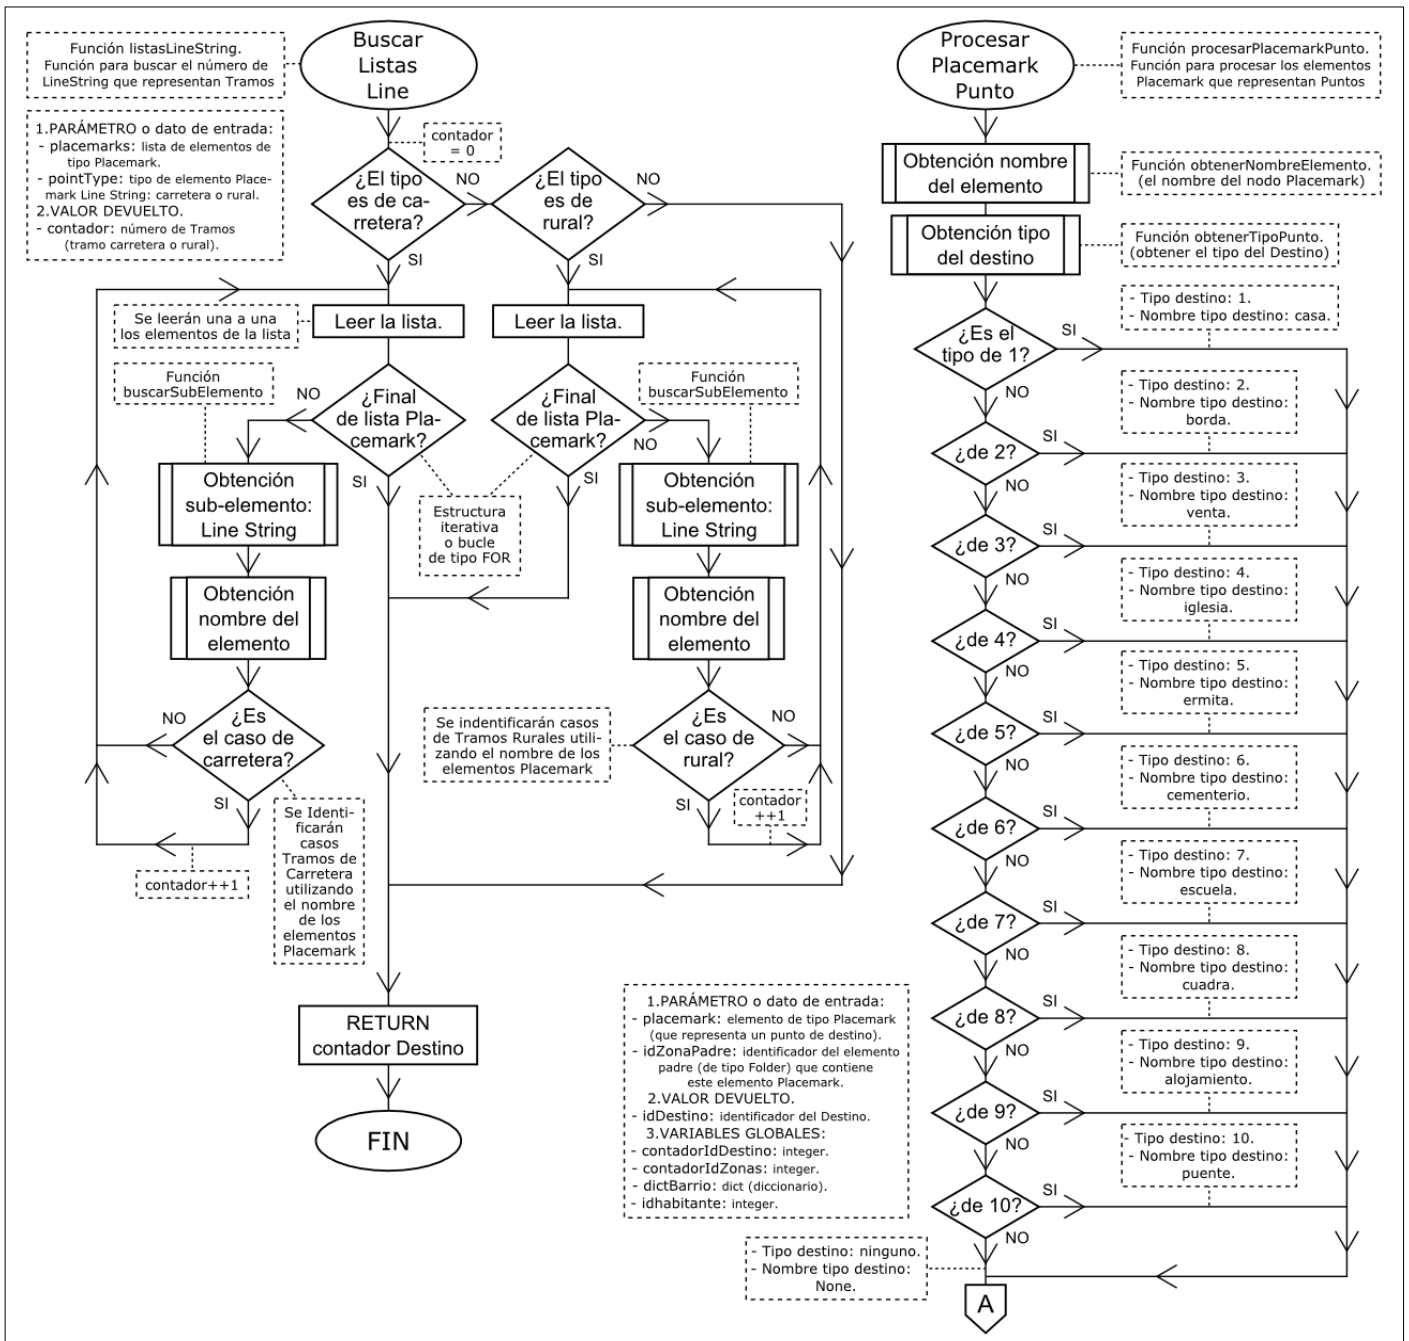 Función listasLineString.
Función para buscar el número de
LineString que representan Tramos
Buscar
Listas
Line
1.PARÁMETRO o dato de entrada:
- placemarks: lista de elementos de
tipo Placemark.
- pointType: tipo de elemento Place-
mark Line String: carretera o rural.
2.VALOR DEVUELTO.
- contador: número de Tramos
(tramo carretera o rural).
contador
= 0
¿El tipo
es de ca-
rretera?
NO
SI
¿El tipo
es de
rural?
NO
SI
Se leerán una a una
los elementos de la lista
Leer la lista.
Leer la lista.
Función
buscarSubElemento
NO
¿Final
de lista Pla-
cemark?
SI
¿Final
de lista Pla-
cemark?
NO
SI
Función
buscarSubElemento
Obtención
sub-elemento:
Line String
Estructura
iterativa
o bucle
de tipo FOR
Obtención
sub-elemento:
Line String
Obtención
nombre del
elemento
Obtención
nombre del
elemento
NO
¿Es
el caso de
carretera?
SI
Se indentificarán casos
de Tramos Rurales utili-
zando el nombre de los
elementos Placemark
¿Es
el caso de
rural?
NO
SI
contador
++1
contador++1
Se Identi-
ficarán
casos
Tramos de
Carretera
utilizando
el nombre
de los
elementos
Placemark
RETURN
contador Destino
FIN
Procesar
Placemark
Punto
Función procesarPlacemarkPunto.
Función para procesar los elementos
Placemark que representan Puntos
Obtención nombre
del elemento
Función obtenerNombreElemento.
(el nombre del nodo Placemark)
Obtención tipo
del destino
Función obtenerTipoPunto.
(obtener el tipo del Destino)
¿Es el
tipo de 1?
SI
NO
- Tipo destino: 1.
- Nombre tipo destino: casa.
¿de 2?
SI
NO
- Tipo destino: 2.
- Nombre tipo destino:
borda.
¿de 3?
SI
NO
- Tipo destino: 3.
- Nombre tipo destino:
venta.
¿de 4?
SI
NO
- Tipo destino: 4.
- Nombre tipo destino:
iglesia.
¿de 5?
SI
NO
- Tipo destino: 5.
- Nombre tipo destino:
ermita.
¿de 6?
SI
NO
- Tipo destino: 6.
- Nombre tipo destino:
cementerio.
¿de 7?
SI
NO
- Tipo destino: 7.
- Nombre tipo destino:
escuela.
¿de 8?
SI
NO
- Tipo destino: 8.
- Nombre tipo destino:
cuadra.
¿de 9?
SI
NO
- Tipo destino: 9.
- Nombre tipo destino:
alojamiento.
¿de 10?
SI
NO
- Tipo destino: 10.
- Nombre tipo destino:
puente.
1.PARÁMETRO o dato de entrada:
- placemark: elemento de tipo Placemark
(que representa un punto de destino).
- idZonaPadre: identificador del elemento
padre (de tipo Folder) que contiene
este elemento Placemark.
2.VALOR DEVUELTO.
- idDestino: identificador del Destino.
3.VARIABLES GLOBALES:
- contadorIdDestino: integer.
- contadorIdZonas: integer.
- dictBarrio: dict (diccionario).
- idhabitante: integer.
- Tipo destino: ninguno.
- Nombre tipo destino:
None.
A